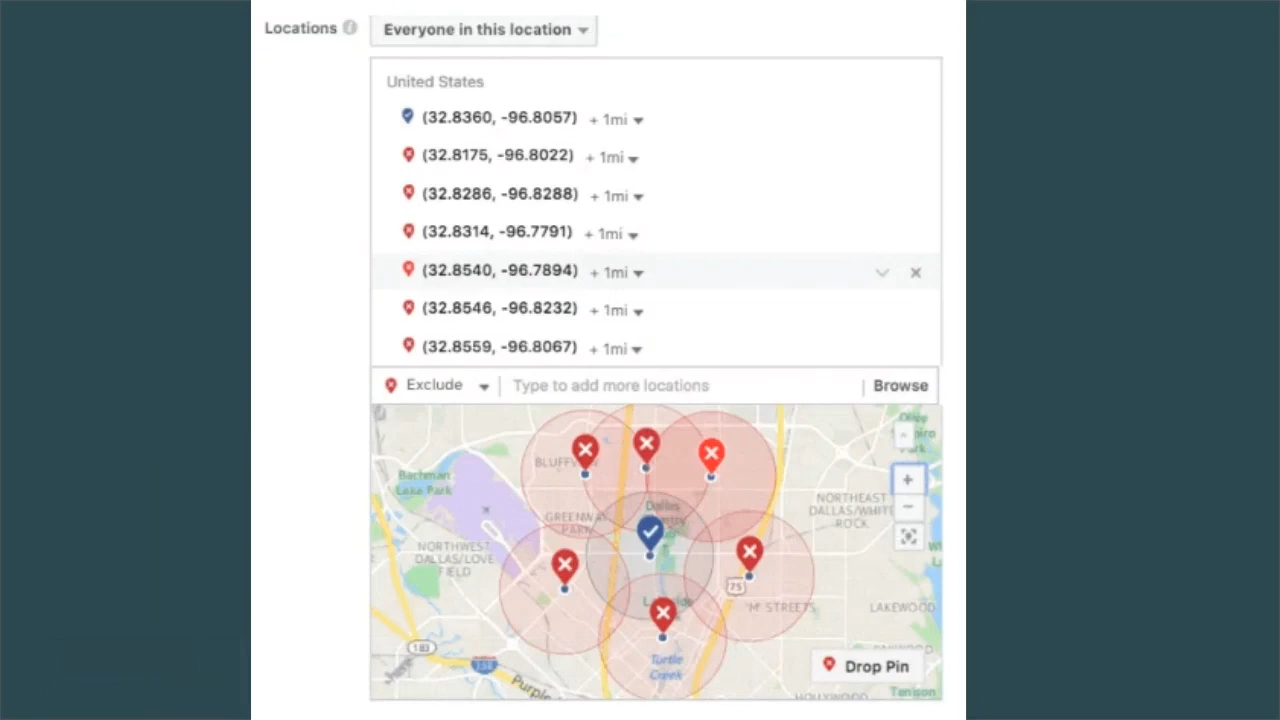 Locations
Everyone in this location
United States
(32.8360, -96.8057) + 1mi
(32.8175, -96.8022) + 1mi
(32.8286, -96.8288) + 1mi
(32.8314, -96.7791) + 1mi
(32.8540, -96.7894) + 1mi
(32.8546, -96.8232) + 1mi
(32.8559, -96.8067) + 1mi
Exclude
Type to add more locations
Browse
Bachman
Lake Park
Dallas
GREENWAY
PARK
NORTHEAST
DALLAS/WHITE
ROCK
NORTHWEST
DALLAS/LOVE
FIELD
75
'M' STREETS
LAKEWOOD
183
Turtle
Creek
Drop Pin